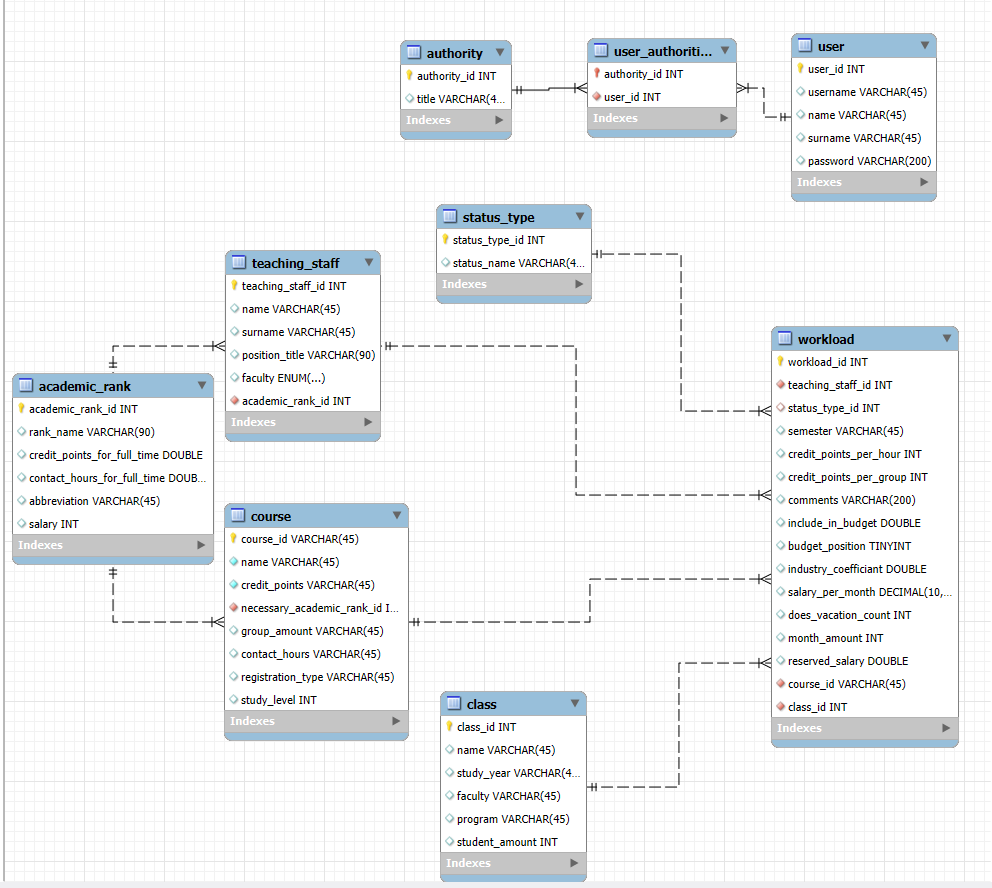 authority
authority_id INT
title VARCHAR(4...
Indexes
user_authoriti...
authority_id INT
user_id INT
Indexes
user
user_id INT
username VARCHAR(45)
name VARCHAR(45)
surname VARCHAR(45)
password VARCHAR(200)
Indexes
status_type
status_type_id INT
status_name VARCHAR(4...
Indexes
teaching_staff
teaching_staff_id INT
name VARCHAR(45)
surname VARCHAR(45)
position_title VARCHAR(90)
faculty ENUM(...)
academic_rank_id INT
Indexes
academic_rank
academic_rank_id INT
rank_name VARCHAR(90)
credit_points_for_full_time DOUBLE
contact_hours_for_full_time DOUB...
abbreviation VARCHAR(45)
salary INT
Indexes
course
course_id VARCHAR(45)
name VARCHAR(45)
credit_points VARCHAR(45)
necessary_academic_rank_id I...
group_amount VARCHAR(45)
contact_hours VARCHAR(45)
registration_type VARCHAR(45)
study_level INT
Indexes
class
class_id INT
name VARCHAR(45)
study_year VARCHAR(4...
faculty VARCHAR(45)
program VARCHAR(45)
student_amount INT
Indexes
workload
workload_id INT
teaching_staff_id INT
status_type_id INT
semester VARCHAR(45)
credit_points_per_hour INT
credit_points_per_group INT
comments VARCHAR(200)
include_in_budget DOUBLE
budget_position TINYINT
industry_coefficiant DOUBLE
salary_per_month DECIMAL(10,...
does_vacation_count INT
month_amount INT
reserved_salary DOUBLE
course_id VARCHAR(45)
class_id INT
Indexes